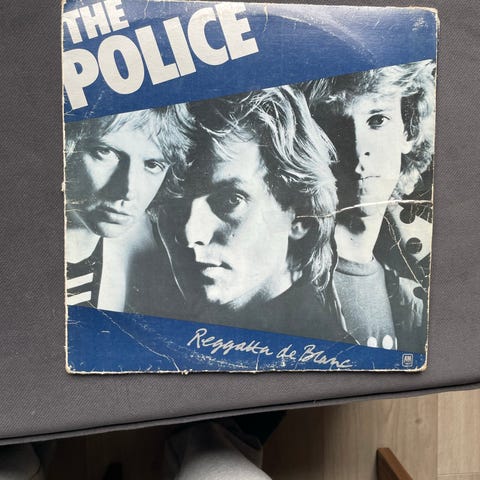 THE
POLICE
Reggatta de Blanc
A&M